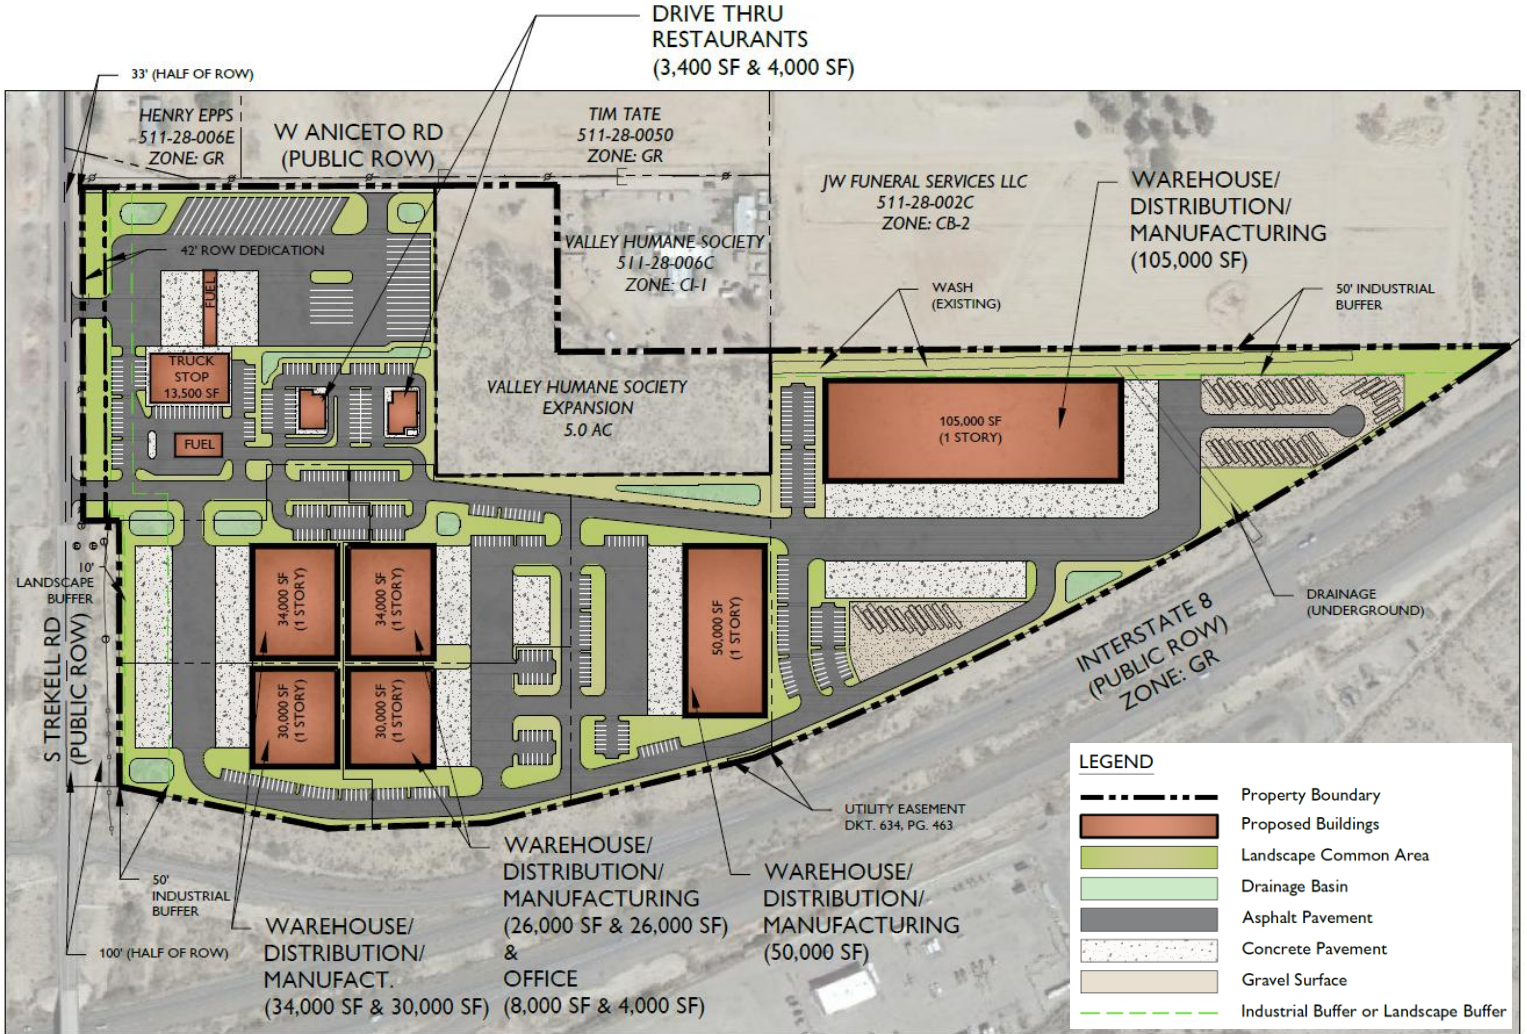 DRIVE THRU
RESTAURANTS
(3,400 SF & 4,000 SF)
33' (HALF OF ROW)
HENRY EPPS
511-28-006E
ZONE: GR
W ANICETO RD
(PUBLIC ROW)
TIM TATE
511-28-0050
ZONE: GR
JW FUNERAL SERVICES LLC
511-28-002C
ZONE: CB-2
WAREHOUSE/
DISTRIBUTION/
MANUFACTURING
(105,000 SF)
42' ROW DEDICATION
VALLEY HUMANE SOCIETY
511-28-006C
ZONE: CI-1
WASH
(EXISTING)
50' INDUSTRIAL
BUFFER
FUEL
TRUCK
STOP
13,500 SF
FUEL
VALLEY HUMANE SOCIETY
EXPANSION
5.0 AC
105,000 SF
(1 STORY)
10'
LANDSCAPE
BUFFER
34,000 SF
(1 STORY)
34,000 SF
(1 STORY)
50,000 SF
(1 STORY)
30,000 SF
(1 STORY)
30,000 SF
(1 STORY)
S TREKELL RD
(PUBLIC ROW)
DRAINAGE
(UNDERGROUND)
INTERSTATE 8
(PUBLIC ROW)
ZONE: GR
UTILITY EASEMENT
DKT. 634, PG. 463
50'
INDUSTRIAL
BUFFER
100' (HALF OF ROW)
WAREHOUSE/
DISTRIBUTION/
MANUFACT.
(34,000 SF & 30,000 SF)
WAREHOUSE/
DISTRIBUTION/
MANUFACTURING
(26,000 SF & 26,000 SF)
&
OFFICE
(8,000 SF & 4,000 SF)
WAREHOUSE/
DISTRIBUTION/
MANUFACTURING
(50,000 SF)
LEGEND
Property Boundary
Proposed Buildings
Landscape Common Area
Drainage Basin
Asphalt Pavement
Concrete Pavement
Gravel Surface
Industrial Buffer or Landscape Buffer